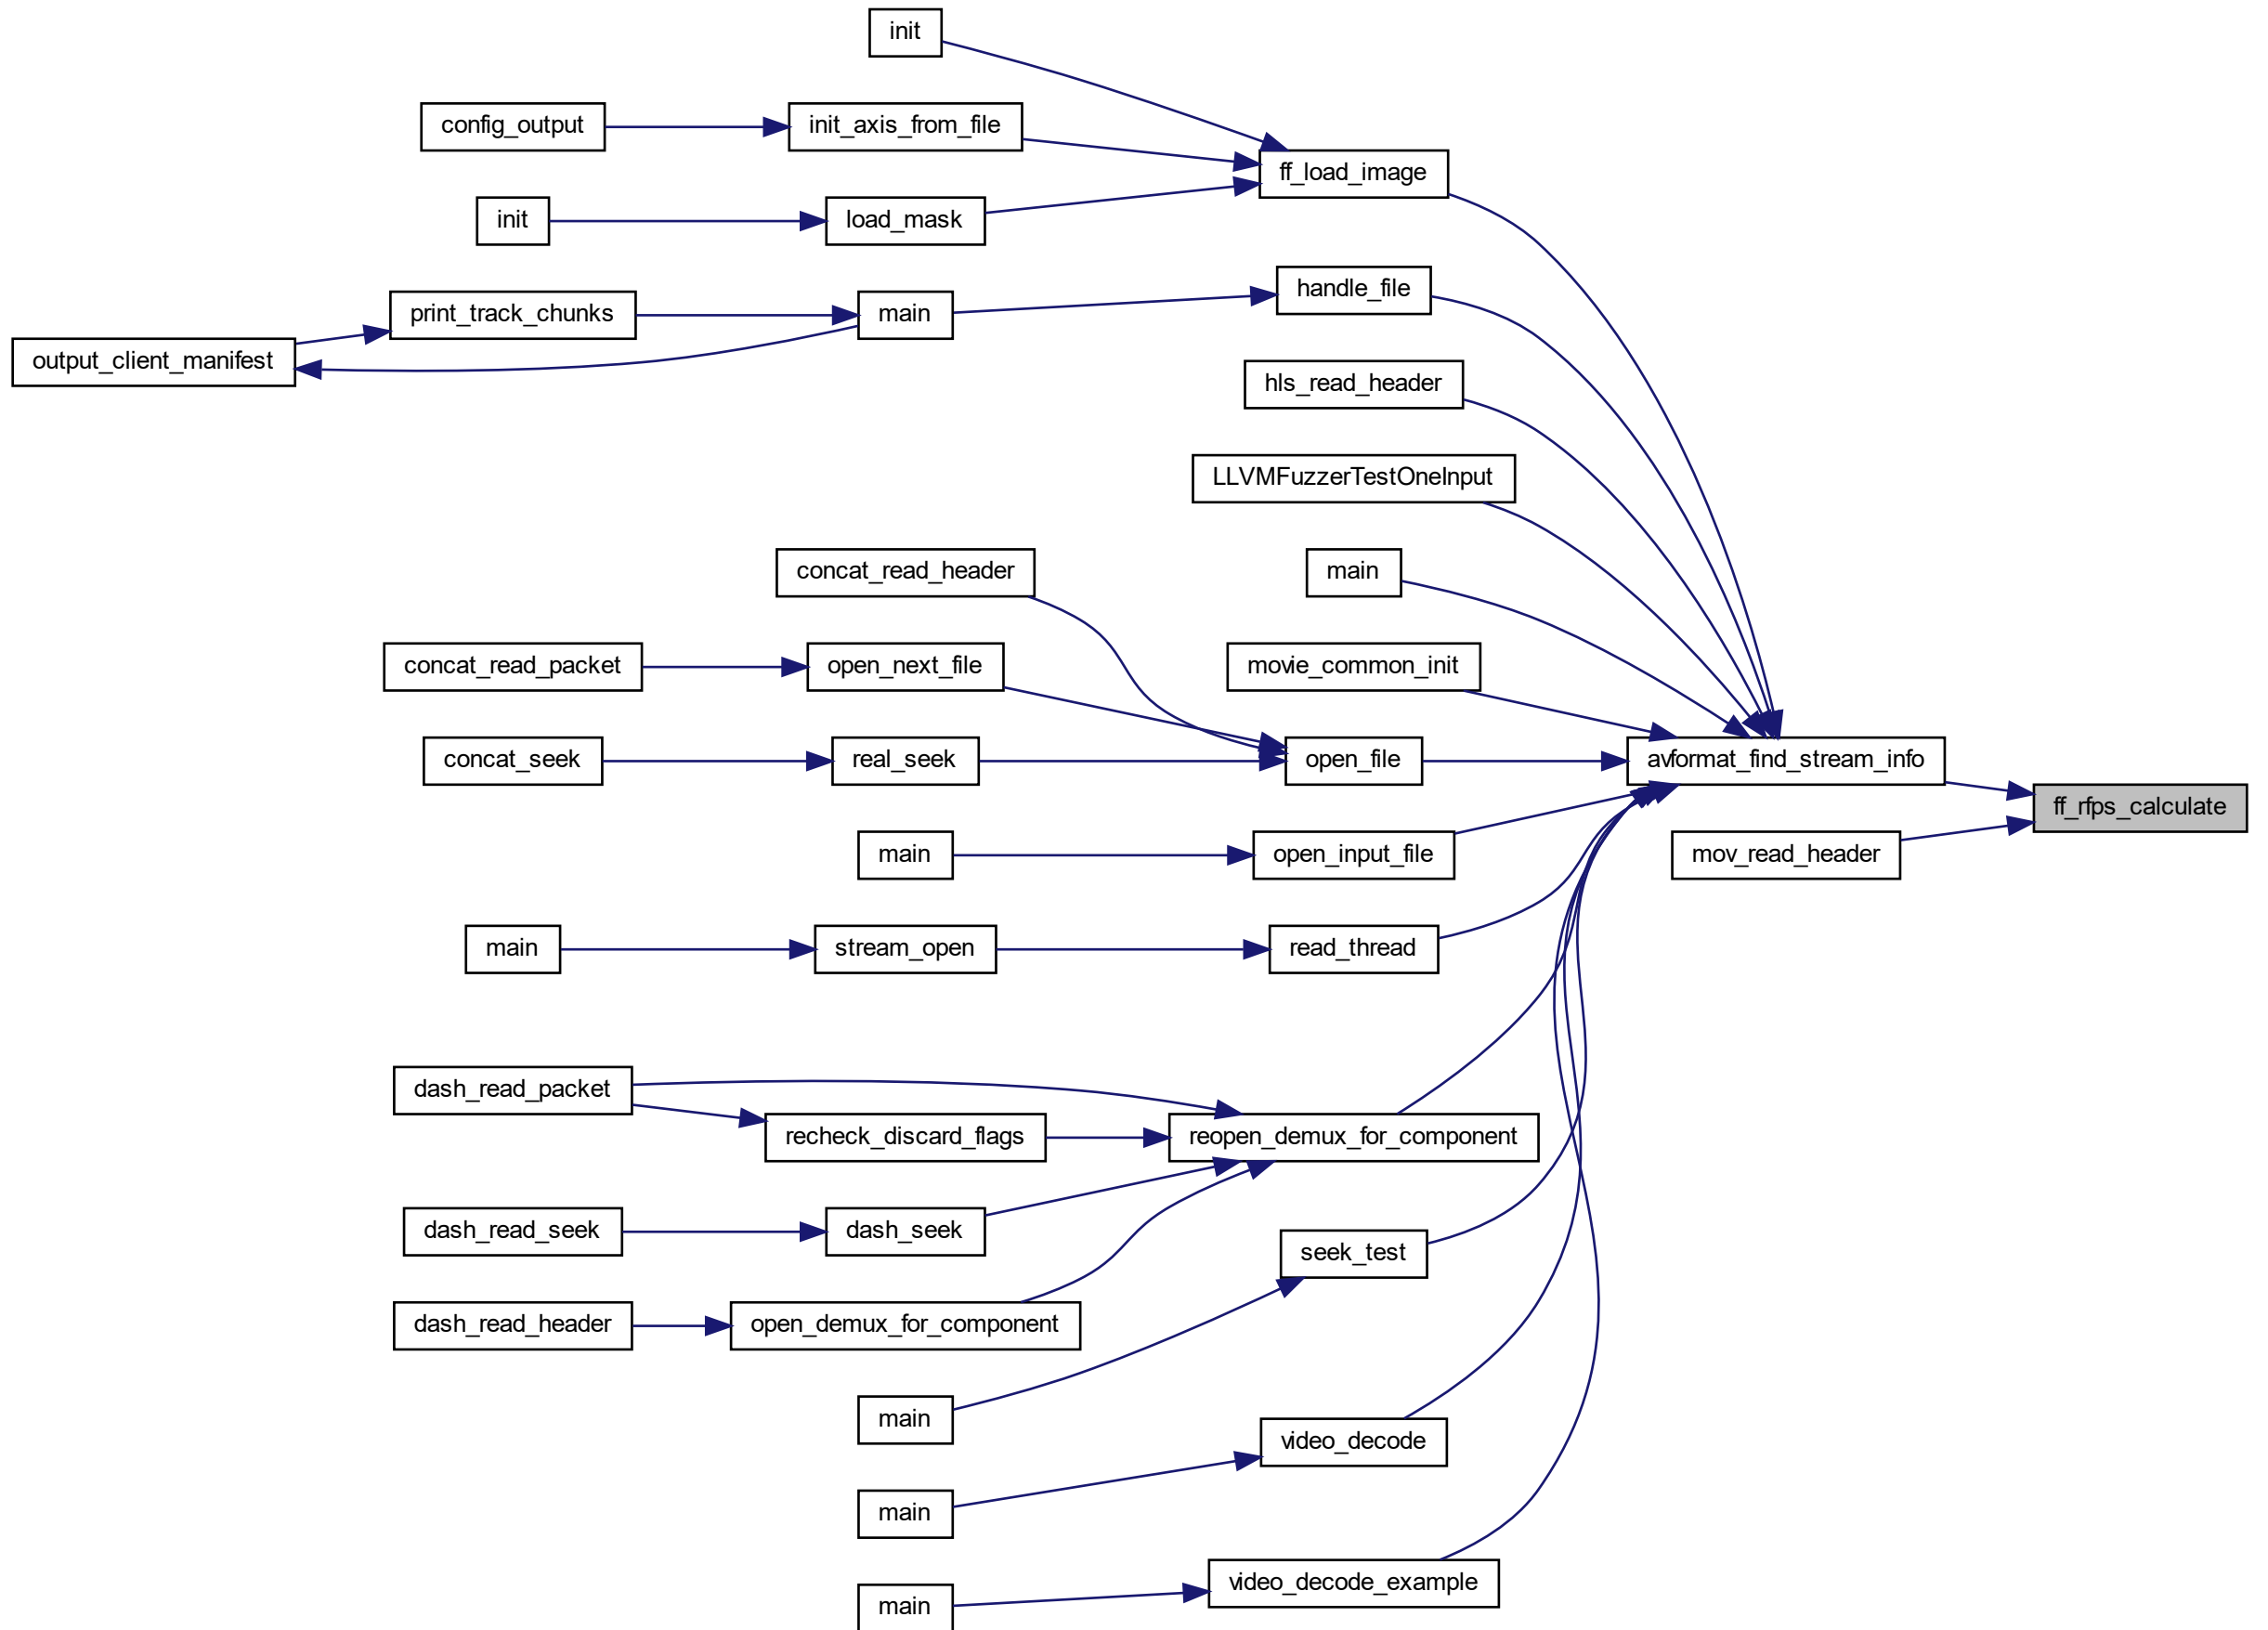 init
config_output
init_axis_from_file
ff_load_image
init
load_mask
handle_file
print_track_chunks
main
output_client_manifest
hls_read_header
LLVMFuzzerTestOneInput
concat_read_header
main
concat_read_packet
open_next_file
movie_common_init
concat_seek
real_seek
open_file
avformat_find_stream_info
ff_rfps_calculate
main
open_input_file
mov_read_header
main
stream_open
read_thread
dash_read_packet
recheck_discard_flags
reopen_demux_for_component
dash_read_seek
dash_seek
seek_test
dash_read_header
open_demux_for_component
main
video_decode
main
video_decode_example
main